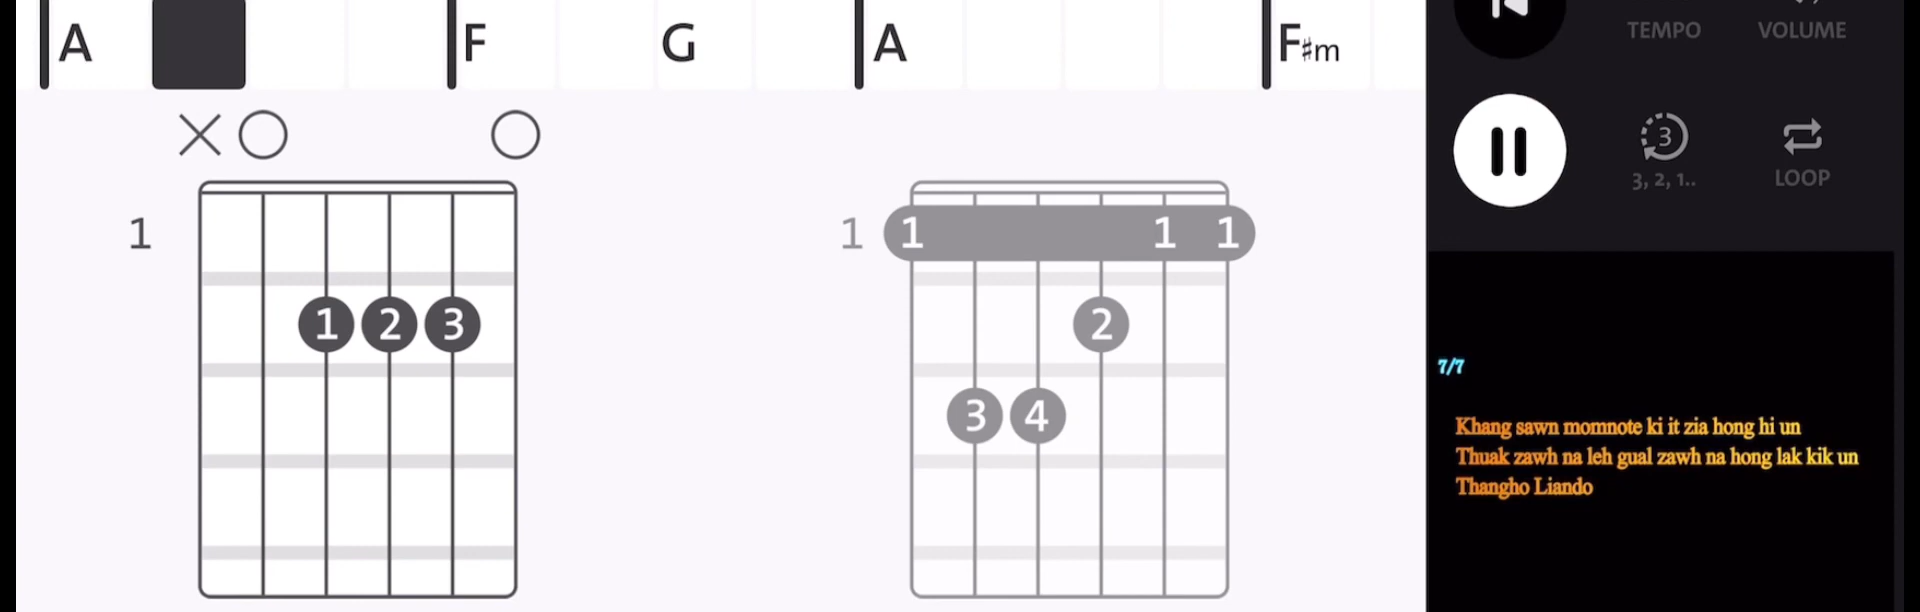 A F G A F#m
TEMPO VOLUME
1
1 2 3
1
1 1 1
2
3 4
3
3, 2, 1.. LOOP
7/7
Khang sawn momnote ki it zia hong hi un
Thuak zawh na leh gual zawh na hong lak kik un
Thangho Liando